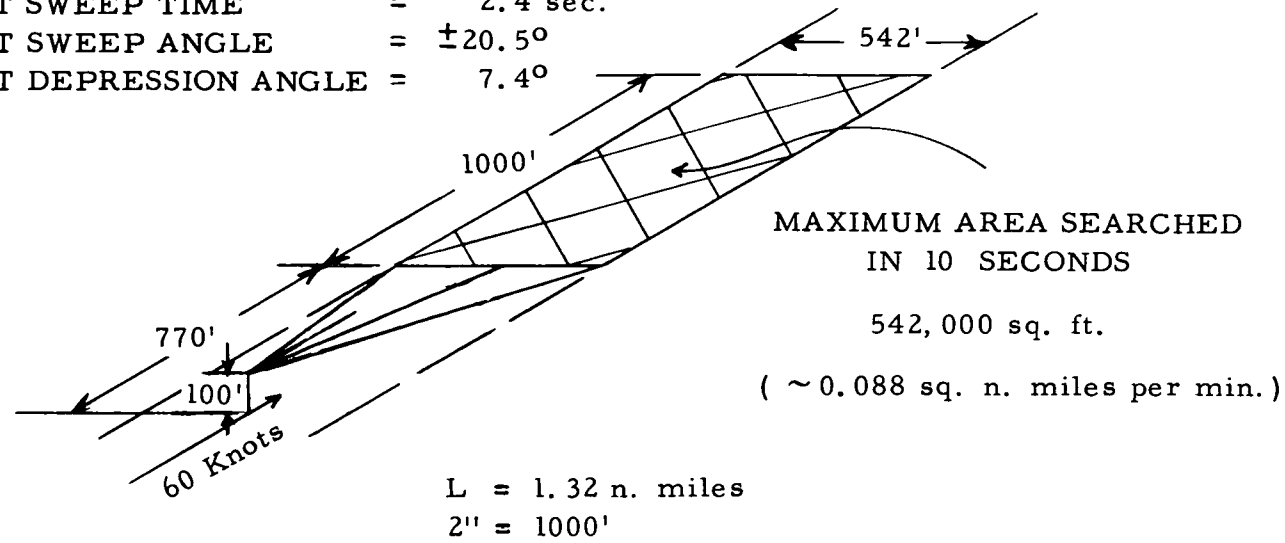 T SWEEP TIME = 2.4 sec.
T SWEEP ANGLE = ±20.5°
T DEPRESSION ANGLE = 7.4°
542'
1000'
MAXIMUM AREA SEARCHED
IN 10 SECONDS
542,000 sq. ft.
( ~0.088 sq. n. miles per min.)
770'
100'
60 Knots
L = 1.32 n. miles
2" = 1000'